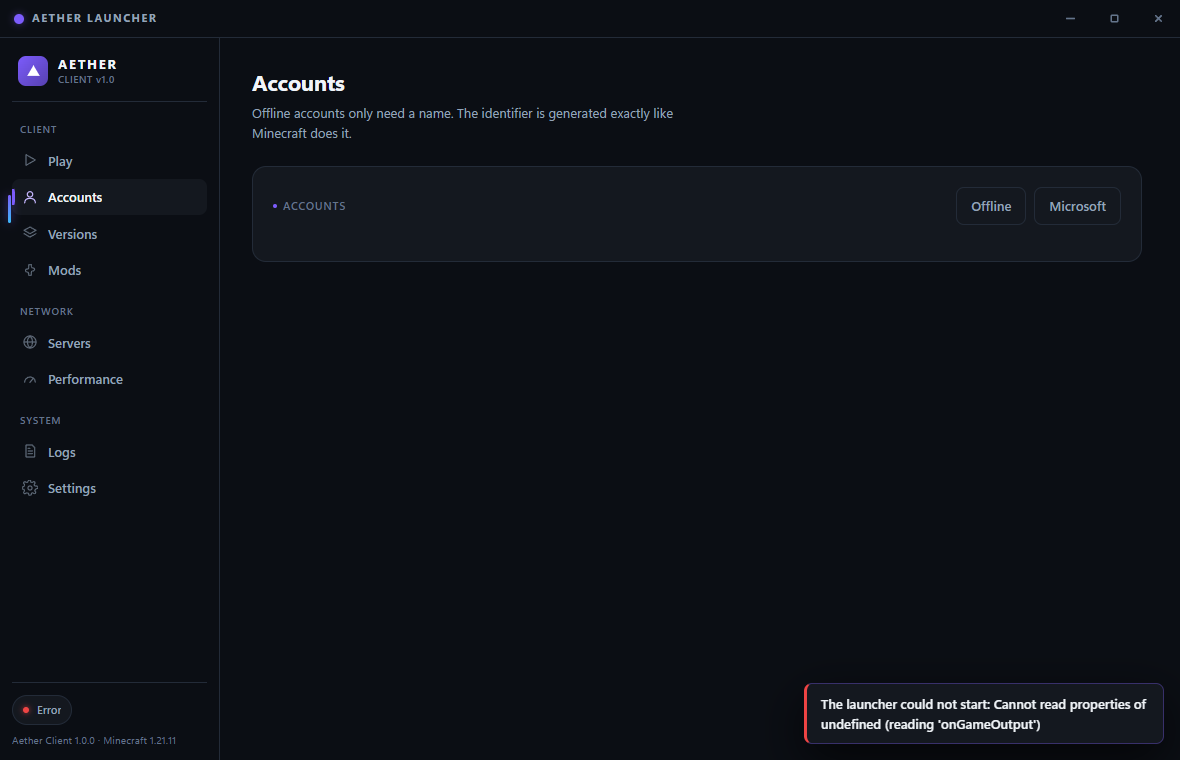 AETHER LAUNCHER
AETHER
CLIENT v1.0
CLIENT
Play
Accounts
Versions
Mods
NETWORK
Servers
Performance
SYSTEM
Logs
Settings
Error
Aether Client 1.0.0 · Minecraft 1.21.11
Accounts
Offline accounts only need a name. The identifier is generated exactly like
Minecraft does it.
ACCOUNTS
Offline
Microsoft
The launcher could not start: Cannot read properties of
undefined (reading 'onGameOutput')